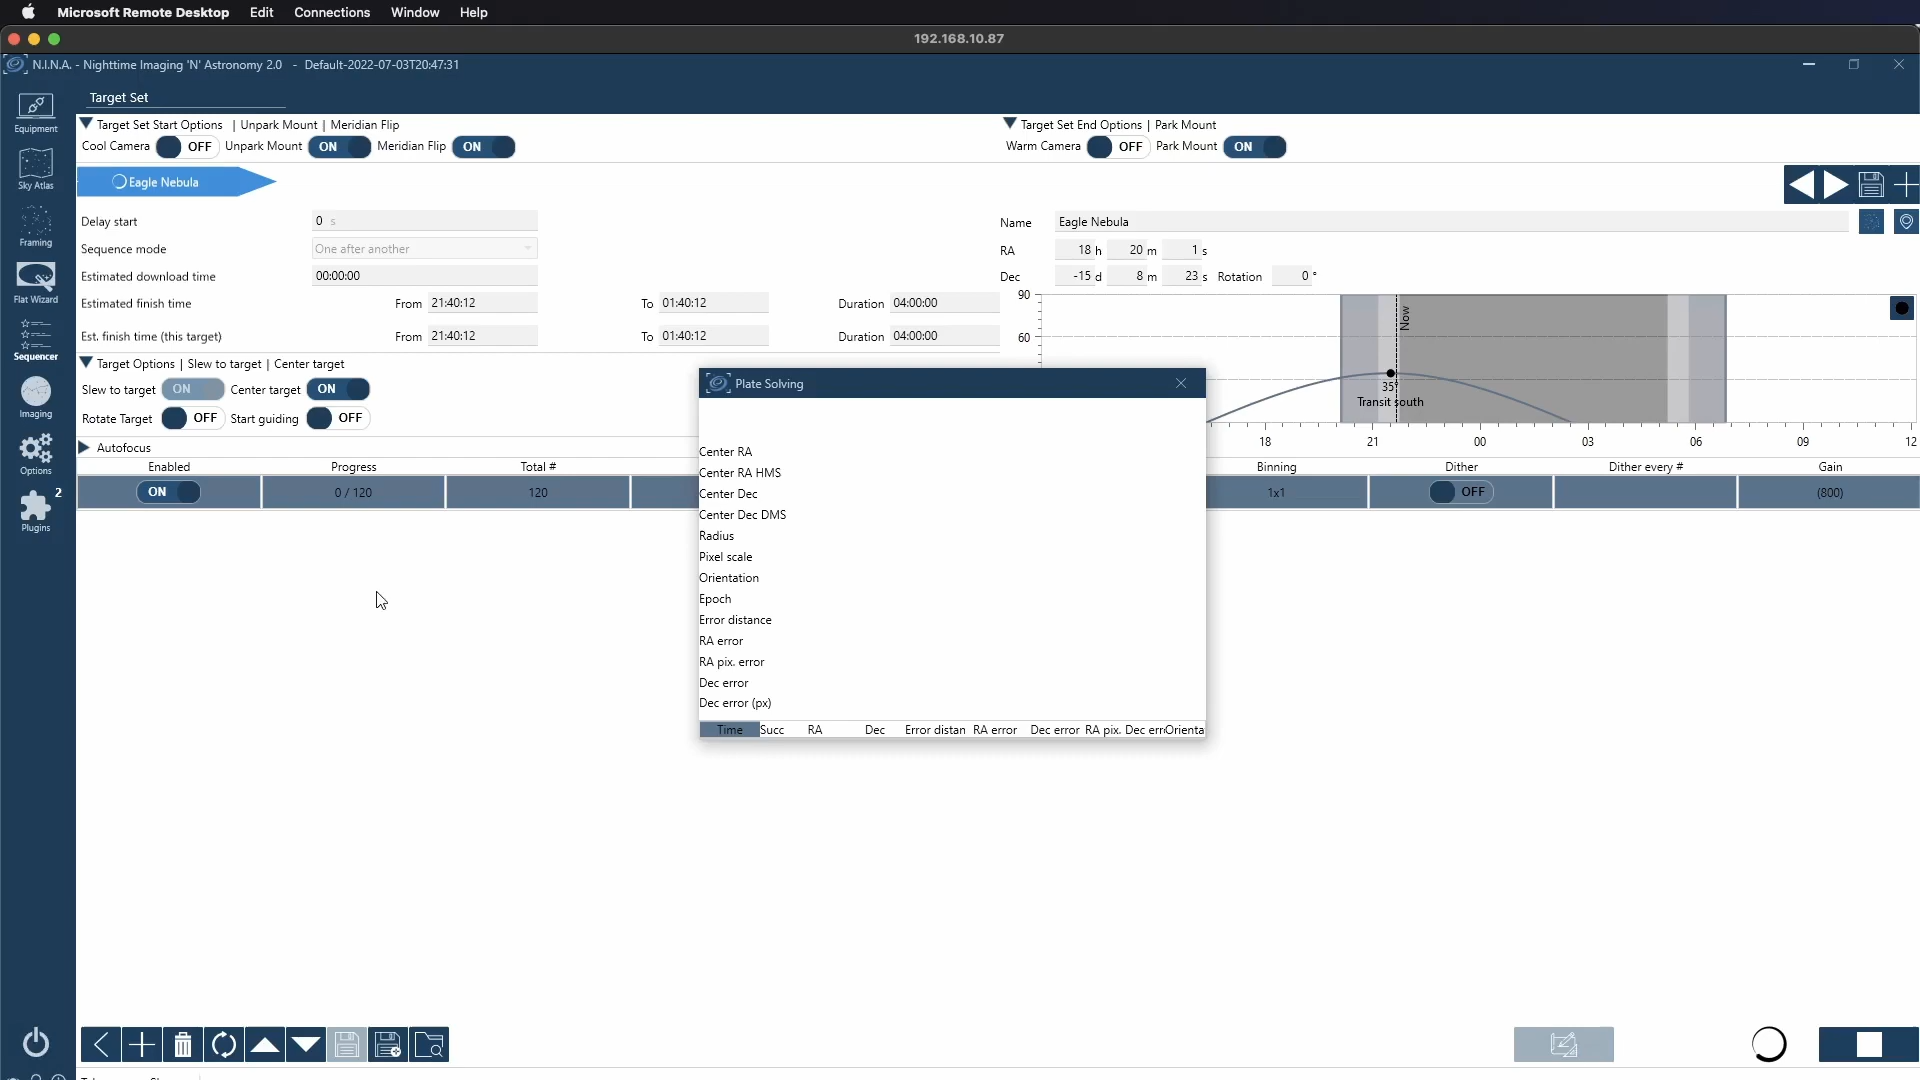 Microsoft Remote Desktop Edit Connections Window Help
192.168.10.87
N.I.N.A. - Nighttime Imaging 'N' Astronomy 2.0 - Default-2022-07-03T20:47:31
Target Set
Equipment
Sky Atlas
Framing
Flat Wizard
Sequencer
Imaging
Options
2
Plugins
Target Set Start Options | Unpark Mount | Meridian Flip
Cool Camera OFF Unpark Mount ON Meridian Flip ON
Target Set End Options | Park Mount
Warm Camera OFF Park Mount ON
Eagle Nebula
Delay start 0 s
Sequence mode One after another
Estimated download time 00:00:00
Estimated finish time From 21:40:12 To 01:40:12 Duration 04:00:00
Est. finish time (this target) From 21:40:12 To 01:40:12 Duration 04:00:00
Name Eagle Nebula
RA 18 h 20 m 1 s
Dec -15 d 8 m 23 s Rotation 0 °
90
60
Now
35°
Transit south
18 21 00 03 06 09 12
Target Options | Slew to target | Center target
Slew to target ON Center target ON
Rotate Target OFF Start guiding OFF
Autofocus
Enabled Progress Total # Binning Dither Dither every # Gain
ON 0 / 120 120 1x1 OFF (800)
Plate Solving
Center RA
Center RA HMS
Center Dec
Center Dec DMS
Radius
Pixel scale
Orientation
Epoch
Error distance
RA error
RA pix. error
Dec error
Dec error (px)
Time Succ RA Dec Error distan RA error Dec error RA pix. Dec err Orienta